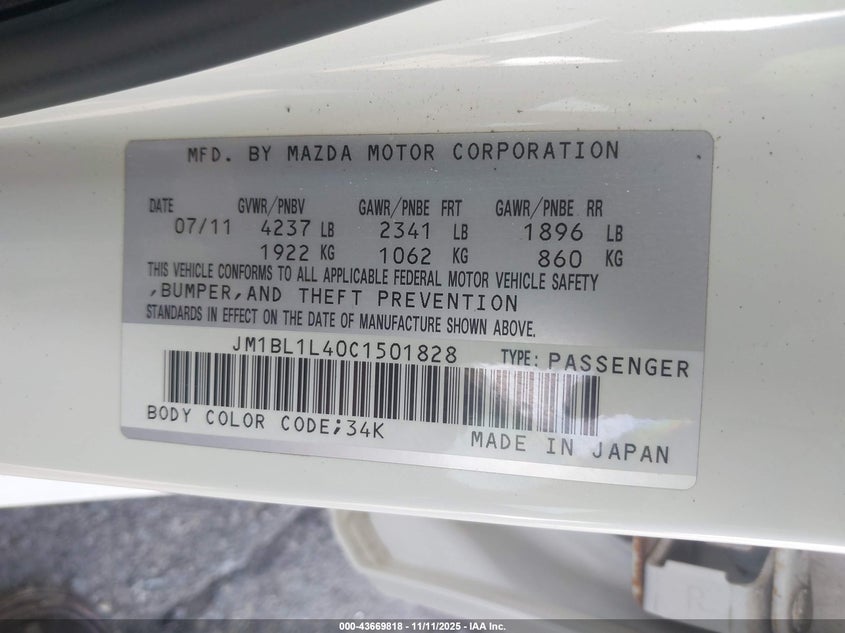 MFD. BY MAZDA MOTOR CORPORATION
DATE GVWR/PNBV GAWR/PNBE FRT GAWR/PNBE RR
07/11 4237 LB 2341 LB 1896 LB
1922 KG 1062 KG 860 KG
THIS VEHICLE CONFORMS TO ALL APPLICABLE FEDERAL MOTOR VEHICLE SAFETY
,BUMPER,AND THEFT PREVENTION
STANDARDS IN EFFECT ON THE DATE OF MANUFACTURE SHOWN ABOVE.
JM1BL1L40C1501828 TYPE: PASSENGER
BODY COLOR CODE;34K
MADE IN JAPAN
R
000-43669818 - 11/11/2025 - IAA Inc.